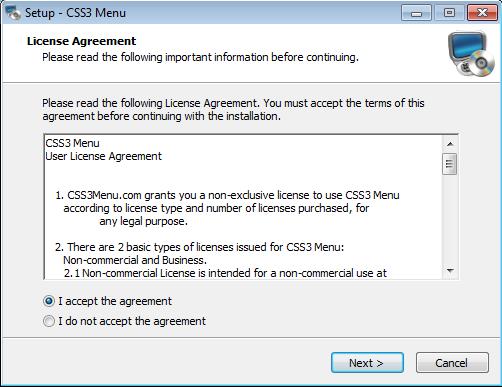 Setup - CSS3 Menu
License Agreement
Please read the following important information before continuing.
Please read the following License Agreement. You must accept the terms of this
agreement before continuing with the installation.
CSS3 Menu
User License Agreement
1. CSS3Menu.com grants you a non-exclusive license to use CSS3 Menu
according to license type and number of licenses purchased, for
any legal purpose.
2. There are 2 basic types of licenses issued for CSS3 Menu:
Non-commercial and Business.
2.1 Non-commercial License is intended for a non-commercial use at
I accept the agreement
I do not accept the agreement
Next >
Cancel